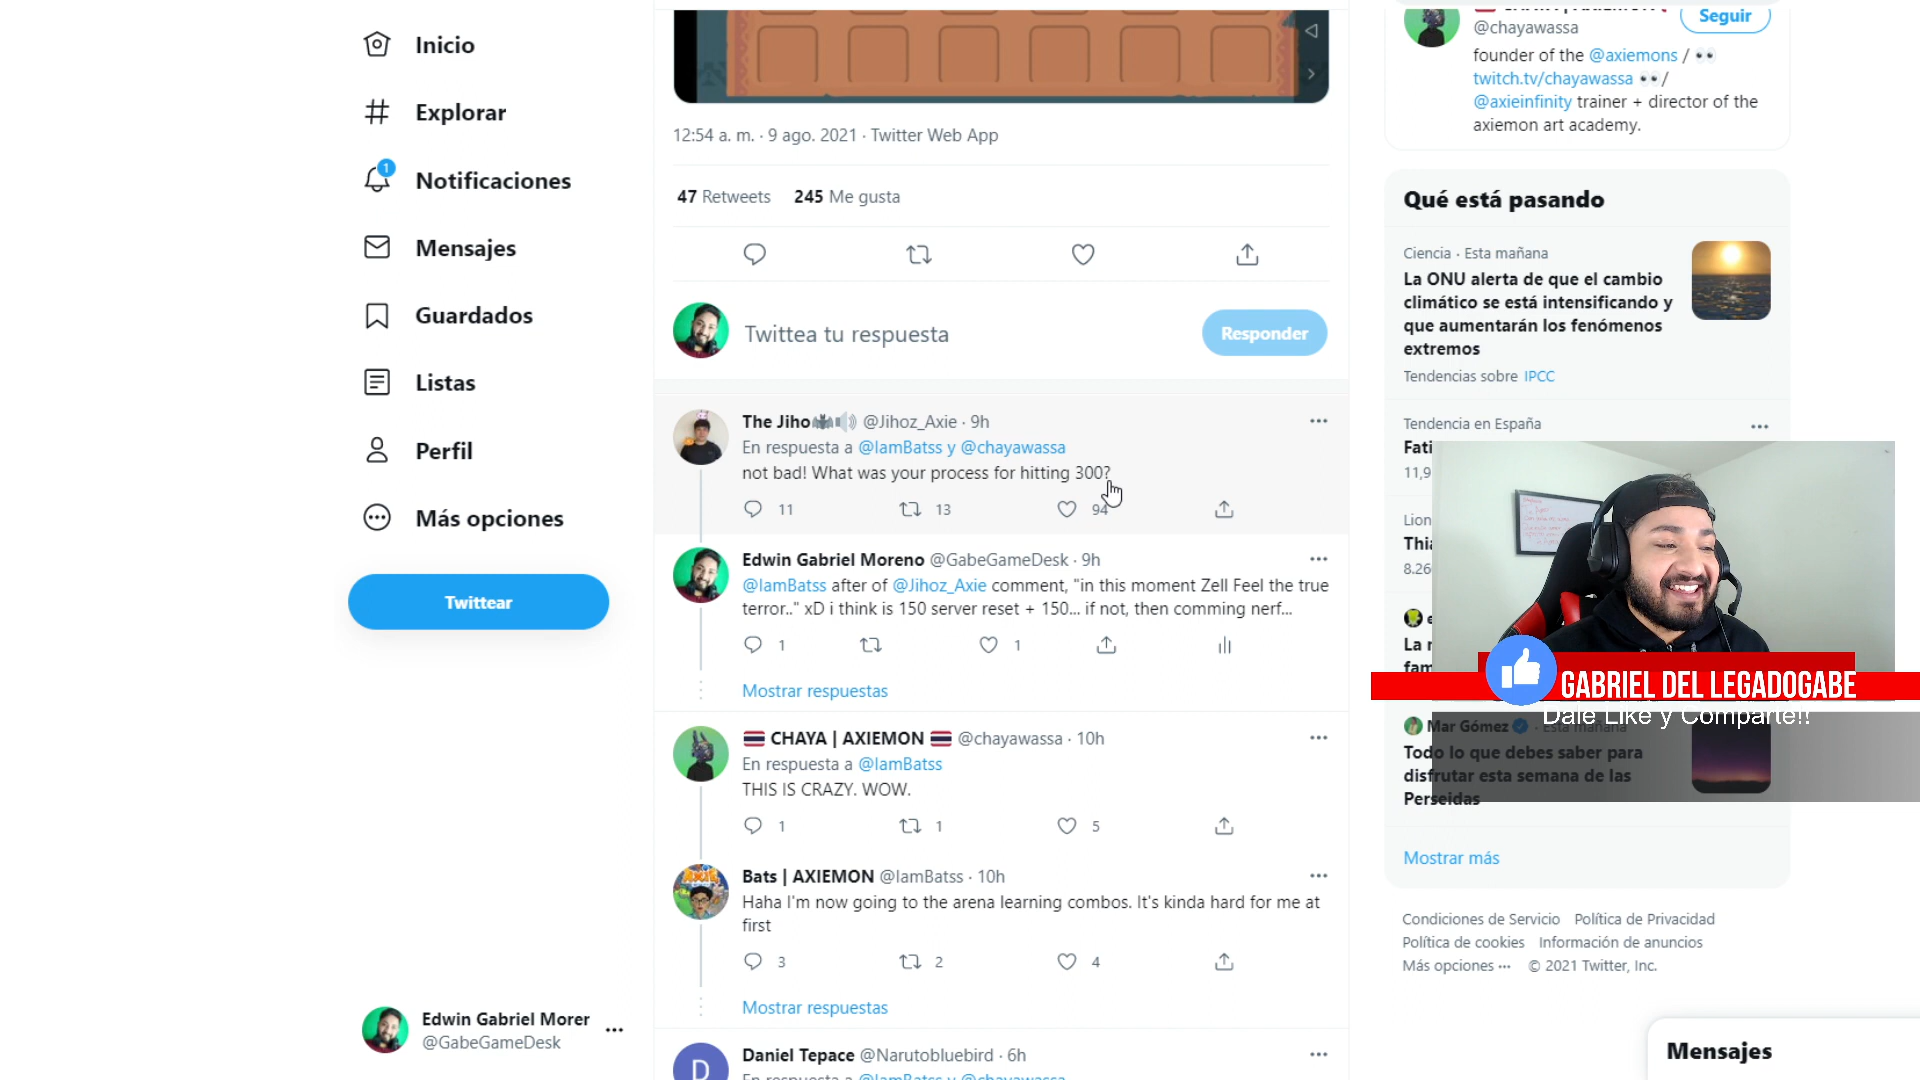 Inicio
Explorar
1
Notificaciones
Mensajes
Guardados
Listas
Perfil
Más opciones
Twittear
Edwin Gabriel Morer
@GabeGameDesk
12:54 a. m. · 9 ago. 2021 · Twitter Web App
47 Retweets 245 Me gusta
Twittea tu respuesta
Responder
The Jiho @Jihoz_Axie · 9h
En respuesta a @IamBatss y @chayawassa
not bad! What was your process for hitting 300?
11 13 94
Edwin Gabriel Moreno @GabeGameDesk · 9h
@IamBatss after of @Jihoz_Axie comment, "in this moment Zell Feel the true
terror.." xD i think is 150 server reset + 150... if not, then comming nerf...
1 1
Mostrar respuestas
CHAYA | AXIEMON @chayawassa · 10h
En respuesta a @IamBatss
THIS IS CRAZY. WOW.
1 1 5
Bats | AXIEMON @IamBatss · 10h
Haha I'm now going to the arena learning combos. It's kinda hard for me at
first
3 2 4
Mostrar respuestas
D
Daniel Tepace @Narutobluebird · 6h
En respuesta a @IamBatss y @chayawassa
@chayawassa
Seguir
founder of the @axiemons /
twitch.tv/chayawassa /
@axieinfinity trainer + director of the
axiemon art academy.
Qué está pasando
Ciencia · Esta mañana
La ONU alerta de que el cambio
climático se está intensificando y
que aumentarán los fenómenos
extremos
Tendencias sobre IPCC
Tendencia en España
Fati
11,9
Lion
Thia
8.26
La r
fam
GABRIEL DEL LEGADOGABE
Dale Like y Comparte!!
Mar Gómez · Esta mañana
Todo lo que debes saber para
disfrutar esta semana de las
Perseidas
Mostrar más
Condiciones de Servicio Política de Privacidad
Política de cookies Información de anuncios
Más opciones ··· © 2021 Twitter, Inc.
Mensajes